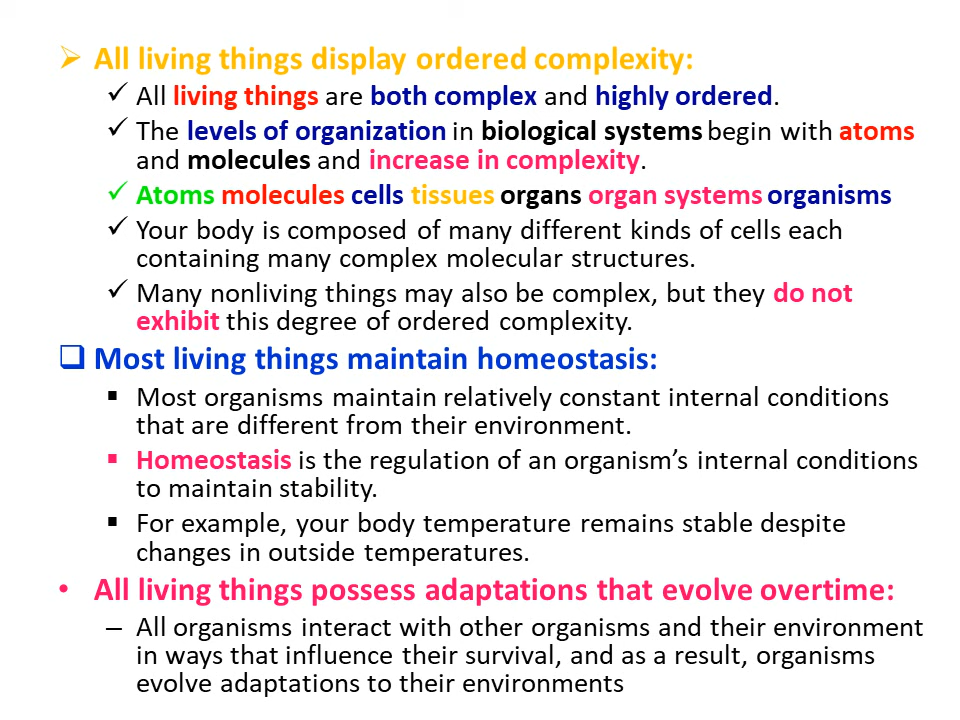 All living things display ordered complexity:
All living things are both complex and highly ordered.
The levels of organization in biological systems begin with atoms
and molecules and increase in complexity.
Atoms molecules cells tissues organs organ systems organisms
Your body is composed of many different kinds of cells each
containing many complex molecular structures.
Many nonliving things may also be complex, but they do not
exhibit this degree of ordered complexity.
Most living things maintain homeostasis:
Most organisms maintain relatively constant internal conditions
that are different from their environment.
Homeostasis is the regulation of an organism’s internal conditions
to maintain stability.
For example, your body temperature remains stable despite
changes in outside temperatures.
All living things possess adaptations that evolve overtime:
All organisms interact with other organisms and their environment
in ways that influence their survival, and as a result, organisms
evolve adaptations to their environments